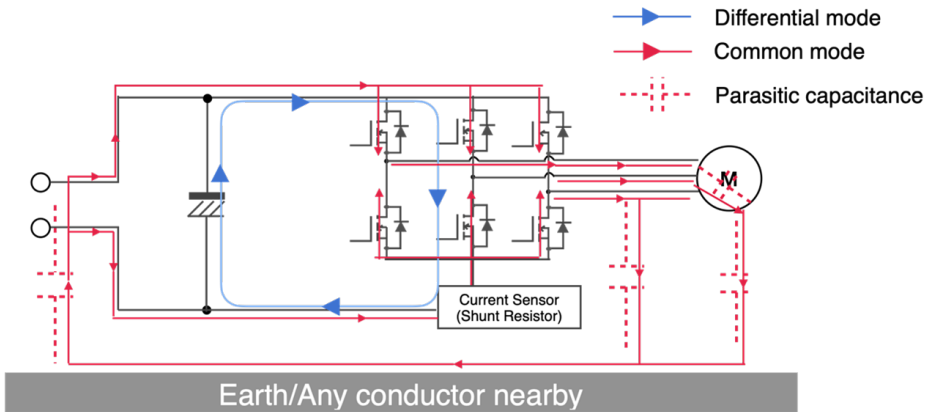 Differential mode
Common mode
Parasitic capacitance
M
Current Sensor
(Shunt Resistor)
Earth/Any conductor nearby